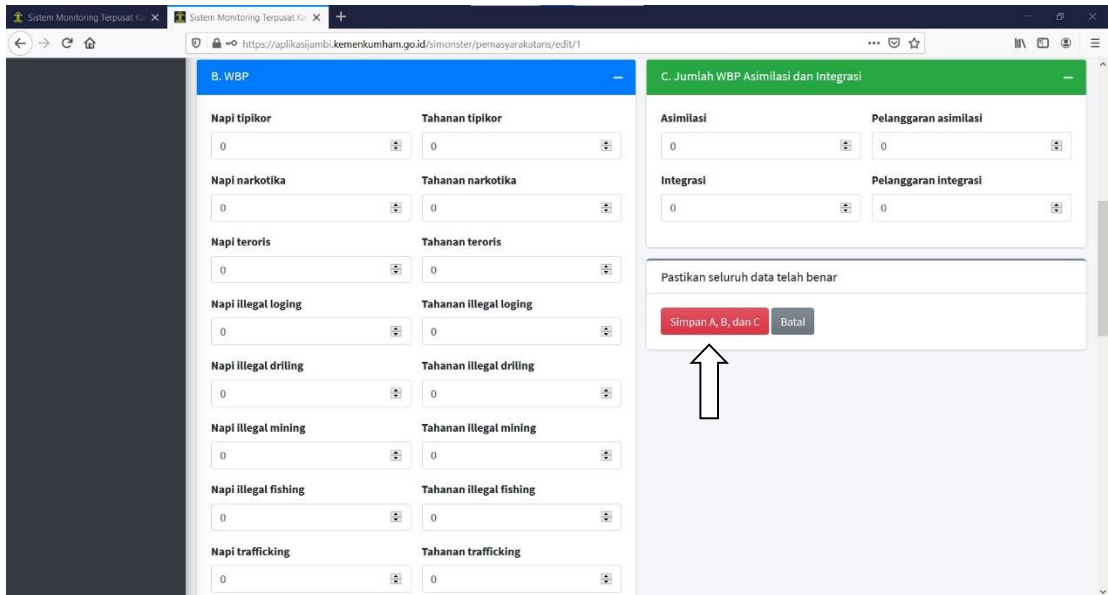 Sistem Monitoring Terpusat Ka
Sistem Monitoring Terpusat Ka
https://aplikasijambi.kemenkumham.go.id/simonster/pemasyarakatans/edit/1
B. WBP
Napi tipikor Tahanan tipikor
0 0
Napi narkotika Tahanan narkotika
0 0
Napi teroris Tahanan teroris
0 0
Napi illegal loging Tahanan illegal loging
0 0
Napi illegal driling Tahanan illegal driling
0 0
Napi illegal mining Tahanan illegal mining
0 0
Napi illegal fishing Tahanan illegal fishing
0 0
Napi trafficking Tahanan trafficking
0 0
C. Jumlah WBP Asimilasi dan Integrasi
Asimilasi Pelanggaran asimilasi
0 0
Integrasi Pelanggaran integrasi
0 0
Pastikan seluruh data telah benar
Simpan A, B, dan C Batal